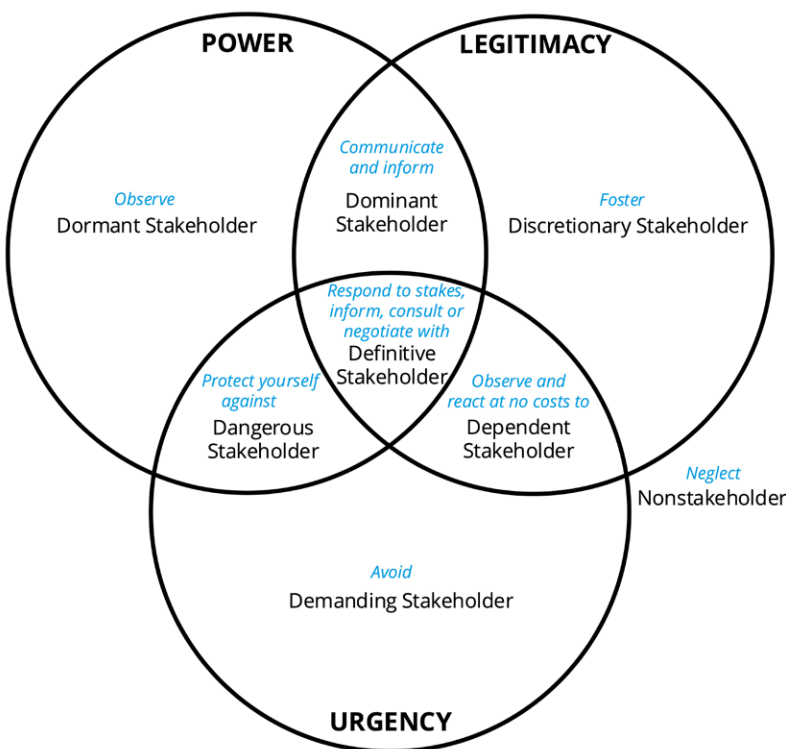 POWER
LEGITIMACY
Communicate
and inform
Dominant
Stakeholder
Observe
Dormant Stakeholder
Foster
Discretionary Stakeholder
Respond to stakes,
inform, consult or
negotiate with
Definitive
Stakeholder
Protect yourself
against
Dangerous
Stakeholder
Observe and
react at no costs to
Dependent
Stakeholder
Neglect
Nonstakeholder
Avoid
Demanding Stakeholder
URGENCY